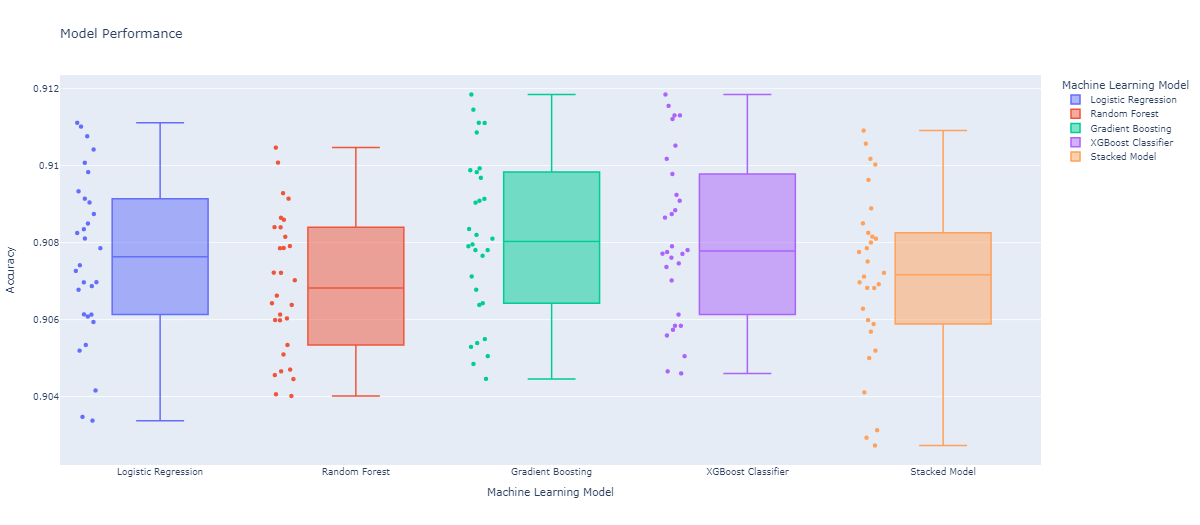 Model Performance
Machine Learning Model
Logistic Regression
Random Forest
Gradient Boosting
XGBoost Classifier
Stacked Model
0.912
0.91
0.908
0.906
0.904
Accuracy
Logistic Regression
Random Forest
Gradient Boosting
XGBoost Classifier
Stacked Model
Machine Learning Model